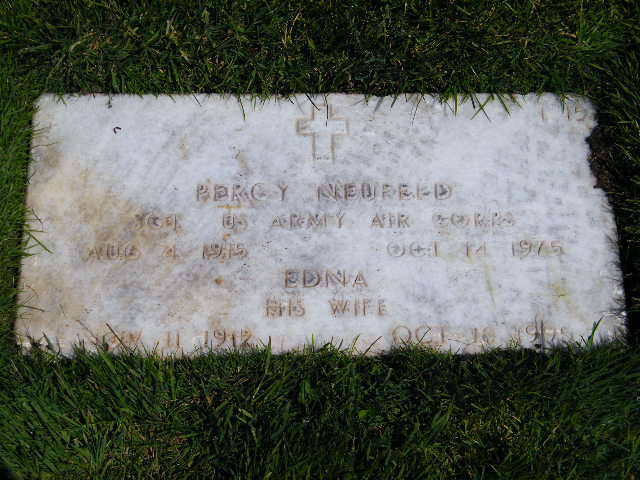 PERCY NEUFELD
SGT US ARMY AIR CORPS
AUG 4 1915 OCT 14 1975
EDNA
HIS WIFE
11 1912 OCT 16